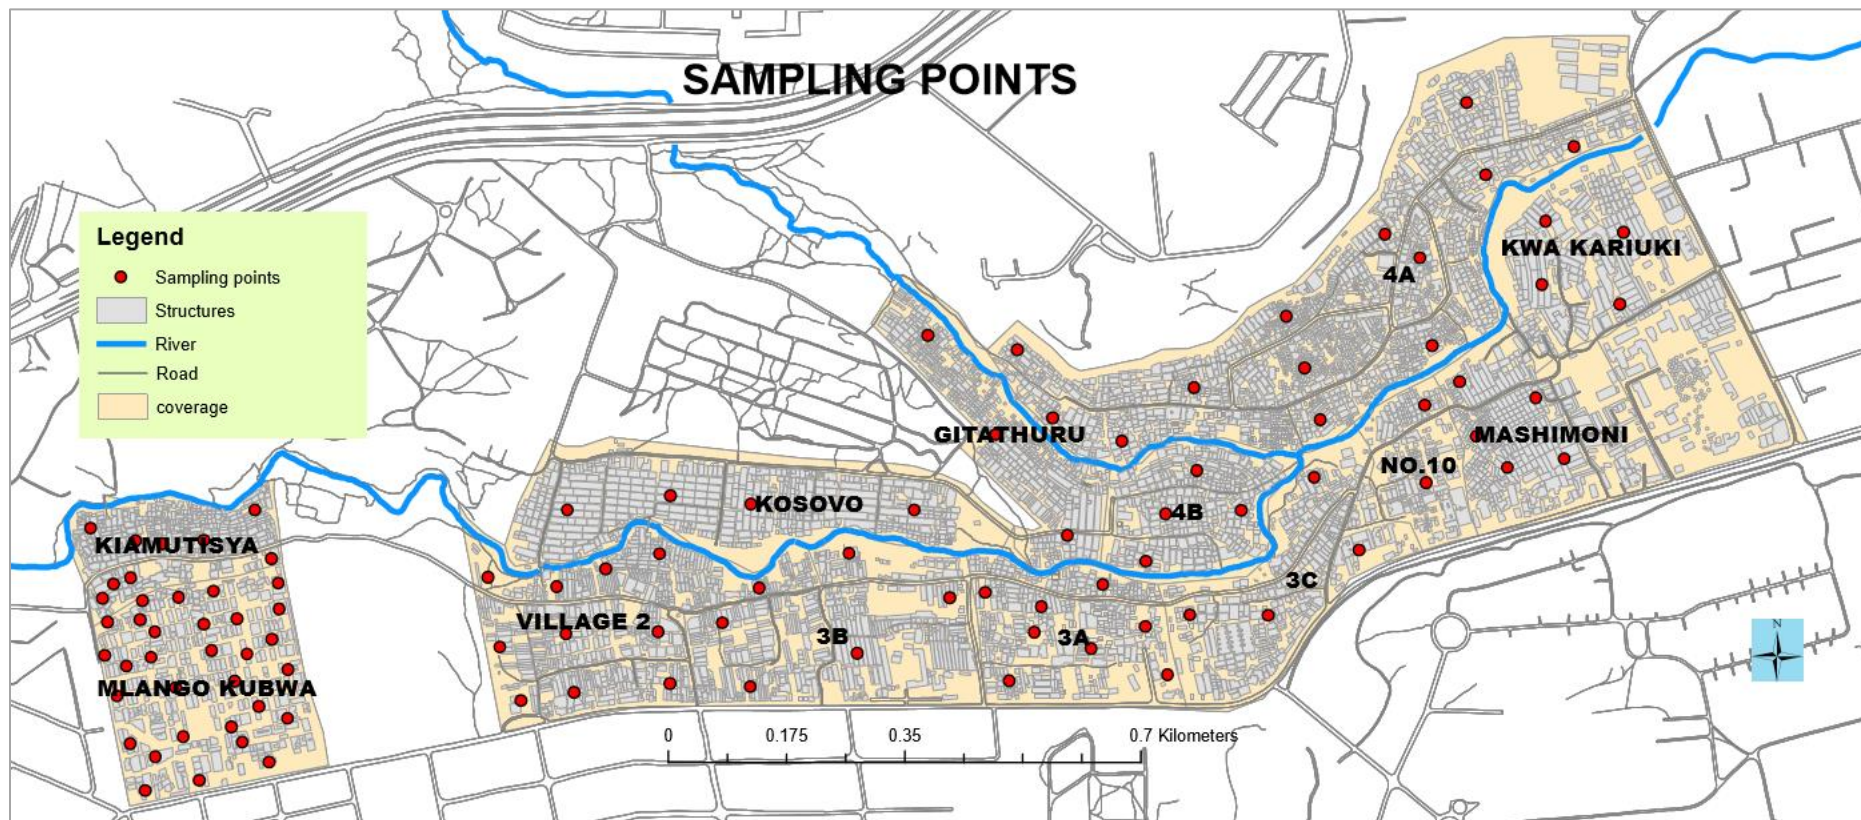 SAMPLING POINTS
Legend
Sampling points
Structures
River
Road
coverage
KWA KARIUKI
4A
GITATHURU
MASHIMONI
NO.10
KOSOVO
4B
KIAMUTISYA
3C
VILLAGE 2
3B
3A
N
MLANGO KUBWA
0 0.175 0.35 0.7 Kilometers